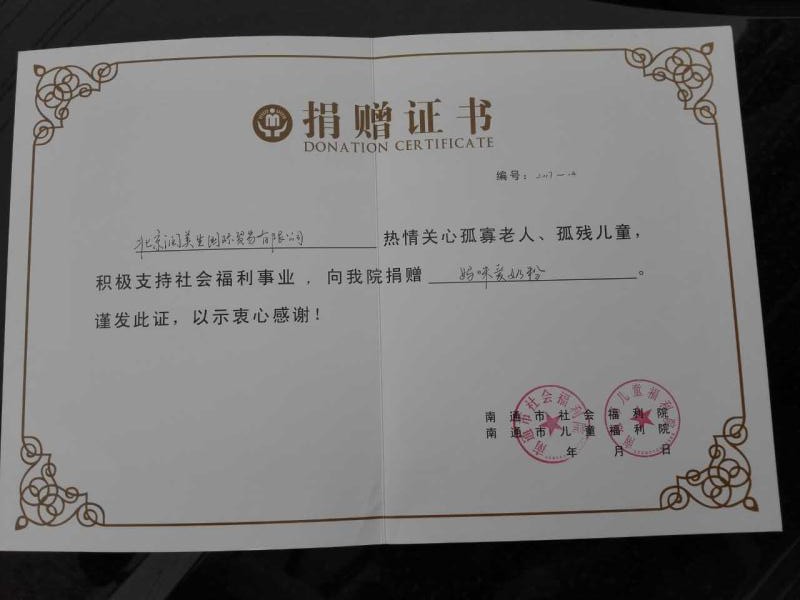 捐赠证书
DONATION CERTIFICATE
编号：2017-14
北京润美生国际贸易有限公司 热情关心孤寡老人、孤残儿童，
积极支持社会福利事业，向我院捐赠 妈咪爱奶粉 。
谨发此证，以示衷心感谢！
南通市社会福利院
南通市儿童福利院
年 月 日